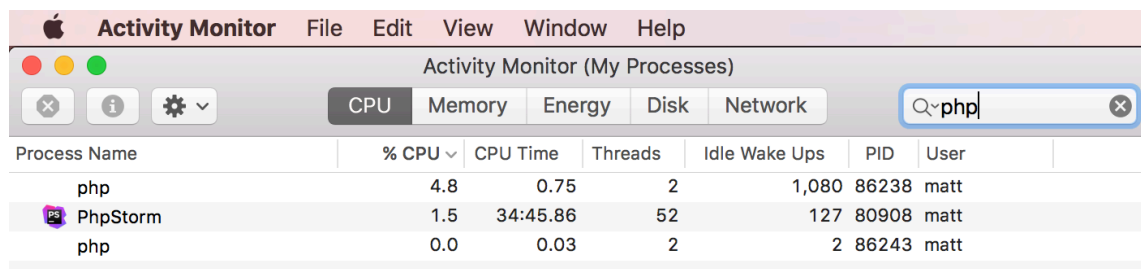 Activity Monitor File Edit View Window Help
Activity Monitor (My Processes)
CPU Memory Energy Disk Network php
Process Name % CPU CPU Time Threads Idle Wake Ups PID User
php 4.8 0.75 2 1,080 86238 matt
PS PhpStorm 1.5 34:45.86 52 127 80908 matt
php 0.0 0.03 2 2 86243 matt